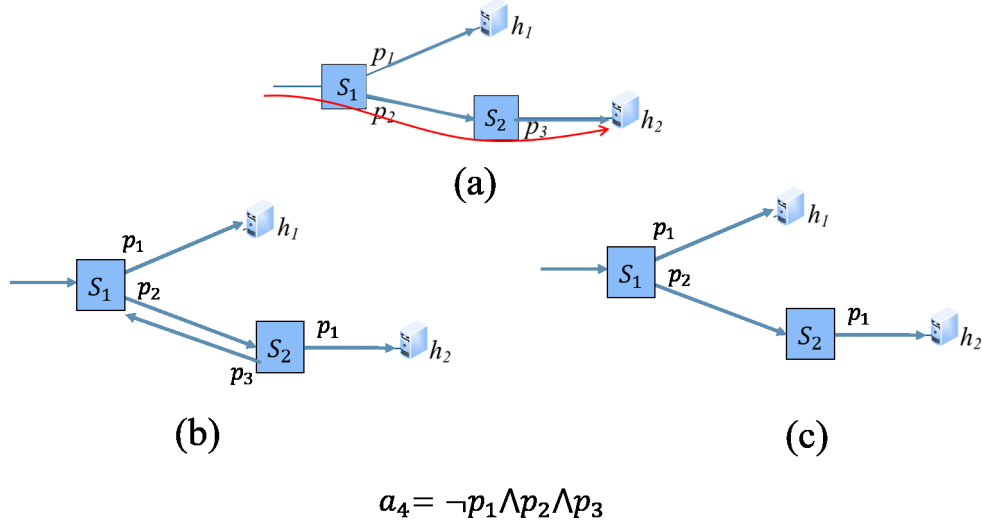 h₁
p₁
S₁
p₂
S₂
p₃
h₂
(a)
h₁
p₁
S₁
p₂
S₂
p₁
h₂
p₃
(b)
h₁
p₁
S₁
p₂
S₂
p₁
h₂
(c)
a₄= ¬p₁⋀p₂⋀p₃